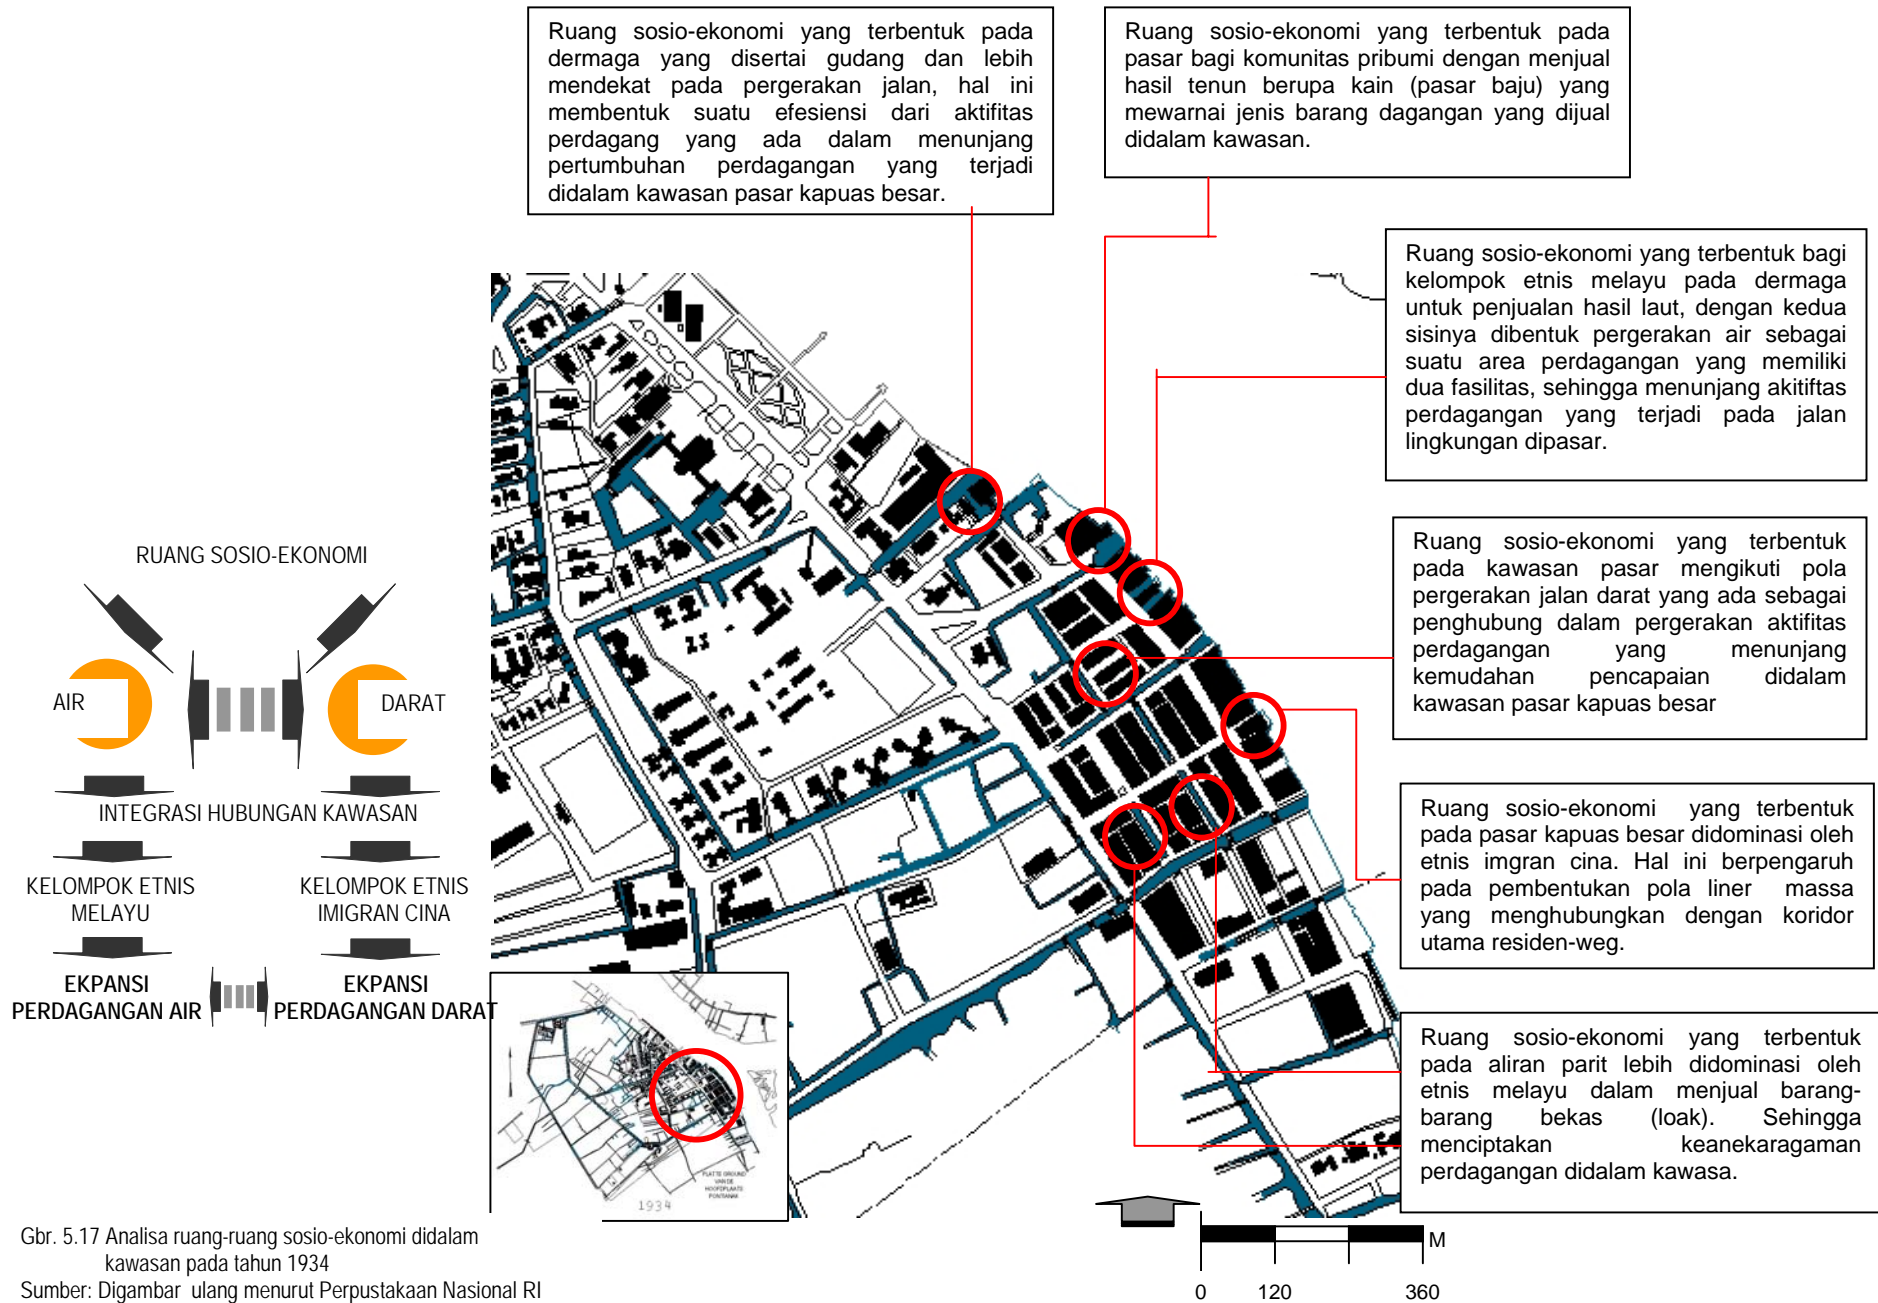 Ruang sosio-ekonomi yang terbentuk pada
dermaga yang disertai gudang dan lebih
mendekat pada pergerakan jalan, hal ini
membentuk suatu efesiensi dari aktifitas
perdagang yang ada dalam menunjang
pertumbuhan perdagangan yang terjadi
didalam kawasan pasar kapuas besar.
Ruang sosio-ekonomi yang terbentuk pada
pasar bagi komunitas pribumi dengan menjual
hasil tenun berupa kain (pasar baju) yang
mewarnai jenis barang dagangan yang dijual
didalam kawasan.
Ruang sosio-ekonomi yang terbentuk bagi
kelompok etnis melayu pada dermaga
untuk penjualan hasil laut, dengan kedua
sisinya dibentuk pergerakan air sebagai
suatu area perdagangan yang memiliki
dua fasilitas, sehingga menunjang akitiftas
perdagangan yang terjadi pada jalan
lingkungan dipasar.
Ruang sosio-ekonomi yang terbentuk
pada kawasan pasar mengikuti pola
pergerakan jalan darat yang ada sebagai
penghubung dalam pergerakan aktifitas
perdagangan yang menunjang
kemudahan pencapaian didalam
kawasan pasar kapuas besar
Ruang sosio-ekonomi yang terbentuk
pada pasar kapuas besar didominasi oleh
etnis imgran cina. Hal ini berpengaruh
pada pembentukan pola liner massa
yang menghubungkan dengan koridor
utama residen-weg.
Ruang sosio-ekonomi yang terbentuk
pada aliran parit lebih didominasi oleh
etnis melayu dalam menjual barang-
barang bekas (loak). Sehingga
menciptakan keanekaragaman
perdagangan didalam kawasa.
RUANG SOSIO-EKONOMI
AIR
DARAT
INTEGRASI HUBUNGAN KAWASAN
KELOMPOK ETNIS
MELAYU
KELOMPOK ETNIS
IMIGRAN CINA
EKPANSI
PERDAGANGAN AIR
EKPANSI
PERDAGANGAN DARAT
PLATTE GROUND
VAN DE
HOOFDPLAATS
PONTIANAK
1934
M
0 120 360
Gbr. 5.17 Analisa ruang-ruang sosio-ekonomi didalam
kawasan pada tahun 1934
Sumber: Digambar ulang menurut Perpustakaan Nasional RI